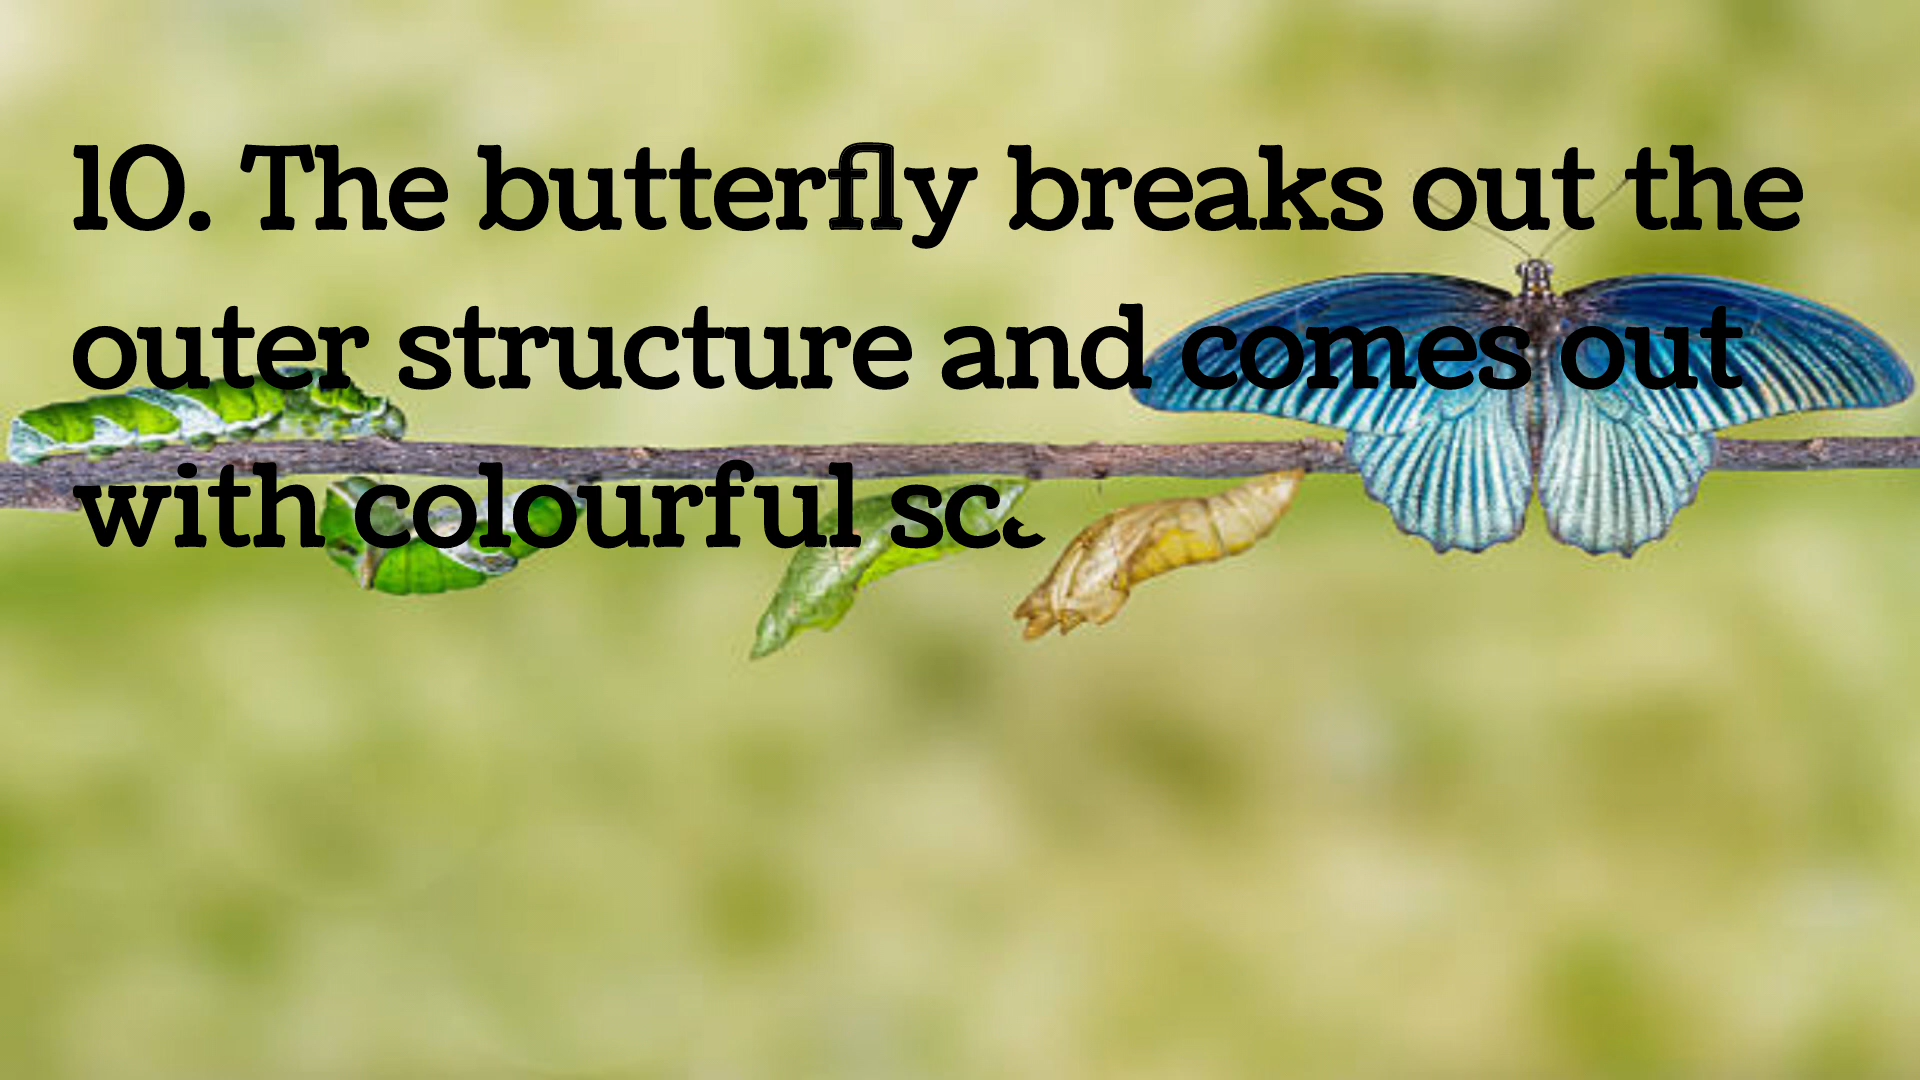 10. The butterfly breaks out the
outer structure and comes out
with colourful